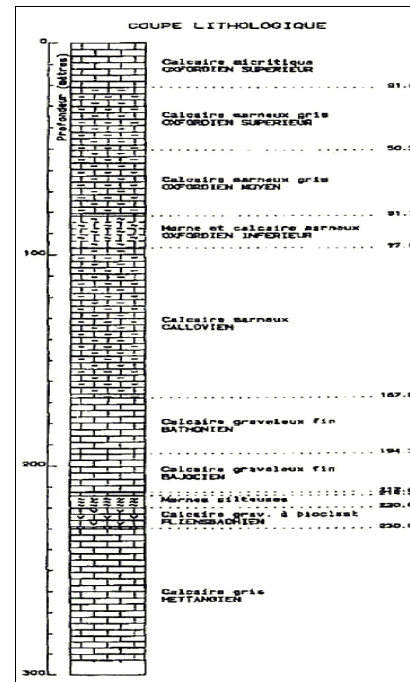 COUPE LITHOLOGIQUE
0
Profondeur (mètres)
Calcaire micritique
OXFORDIEN SUPERIEUR
Calcaire marneux gris
OXFORDIEN SUPERIEUR
Calcaire marneux gris
OXFORDIEN MOYEN
Marne et calcaire marneux
OXFORDIEN INFERIEUR
100
Calcaire marneux
CALLOVIEN
Calcaire graveleux fin
BATHONIEN
200
Calcaire graveleux fin
BAJOCIEN
Marnes silteuses
Calcaire grav. à bioclast
PLIENSBACHIEN
Calcaire gris
HETTANGIEN
300